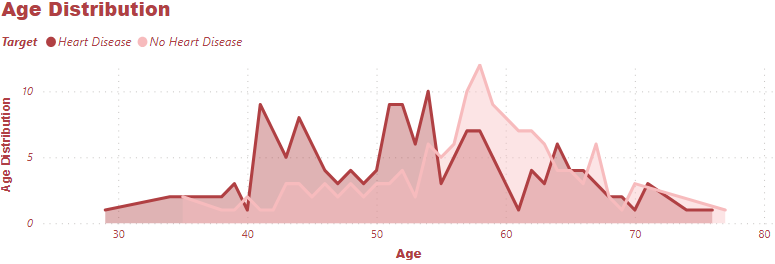 Age Distribution
Target Heart Disease No Heart Disease
Age Distribution
10
5
0
30 40 50 60 70 80
Age